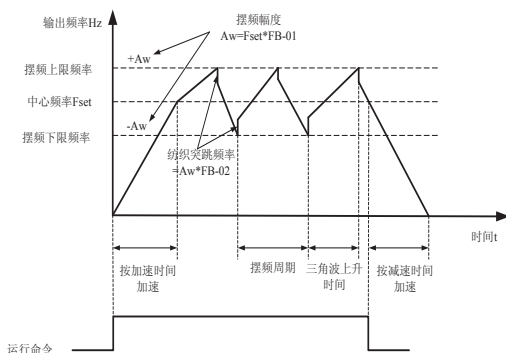 输出频率Hz
摆频幅度
Aw=Fset*FB-01
+Aw
摆频上限频率
中心频率Fset
-Aw
摆频下限频率
纺织突跳频率
=Aw*FB-02
时间t
按加速时间
加速
摆频周期
三角波上升
时间
按减速时间
加速
运行命令